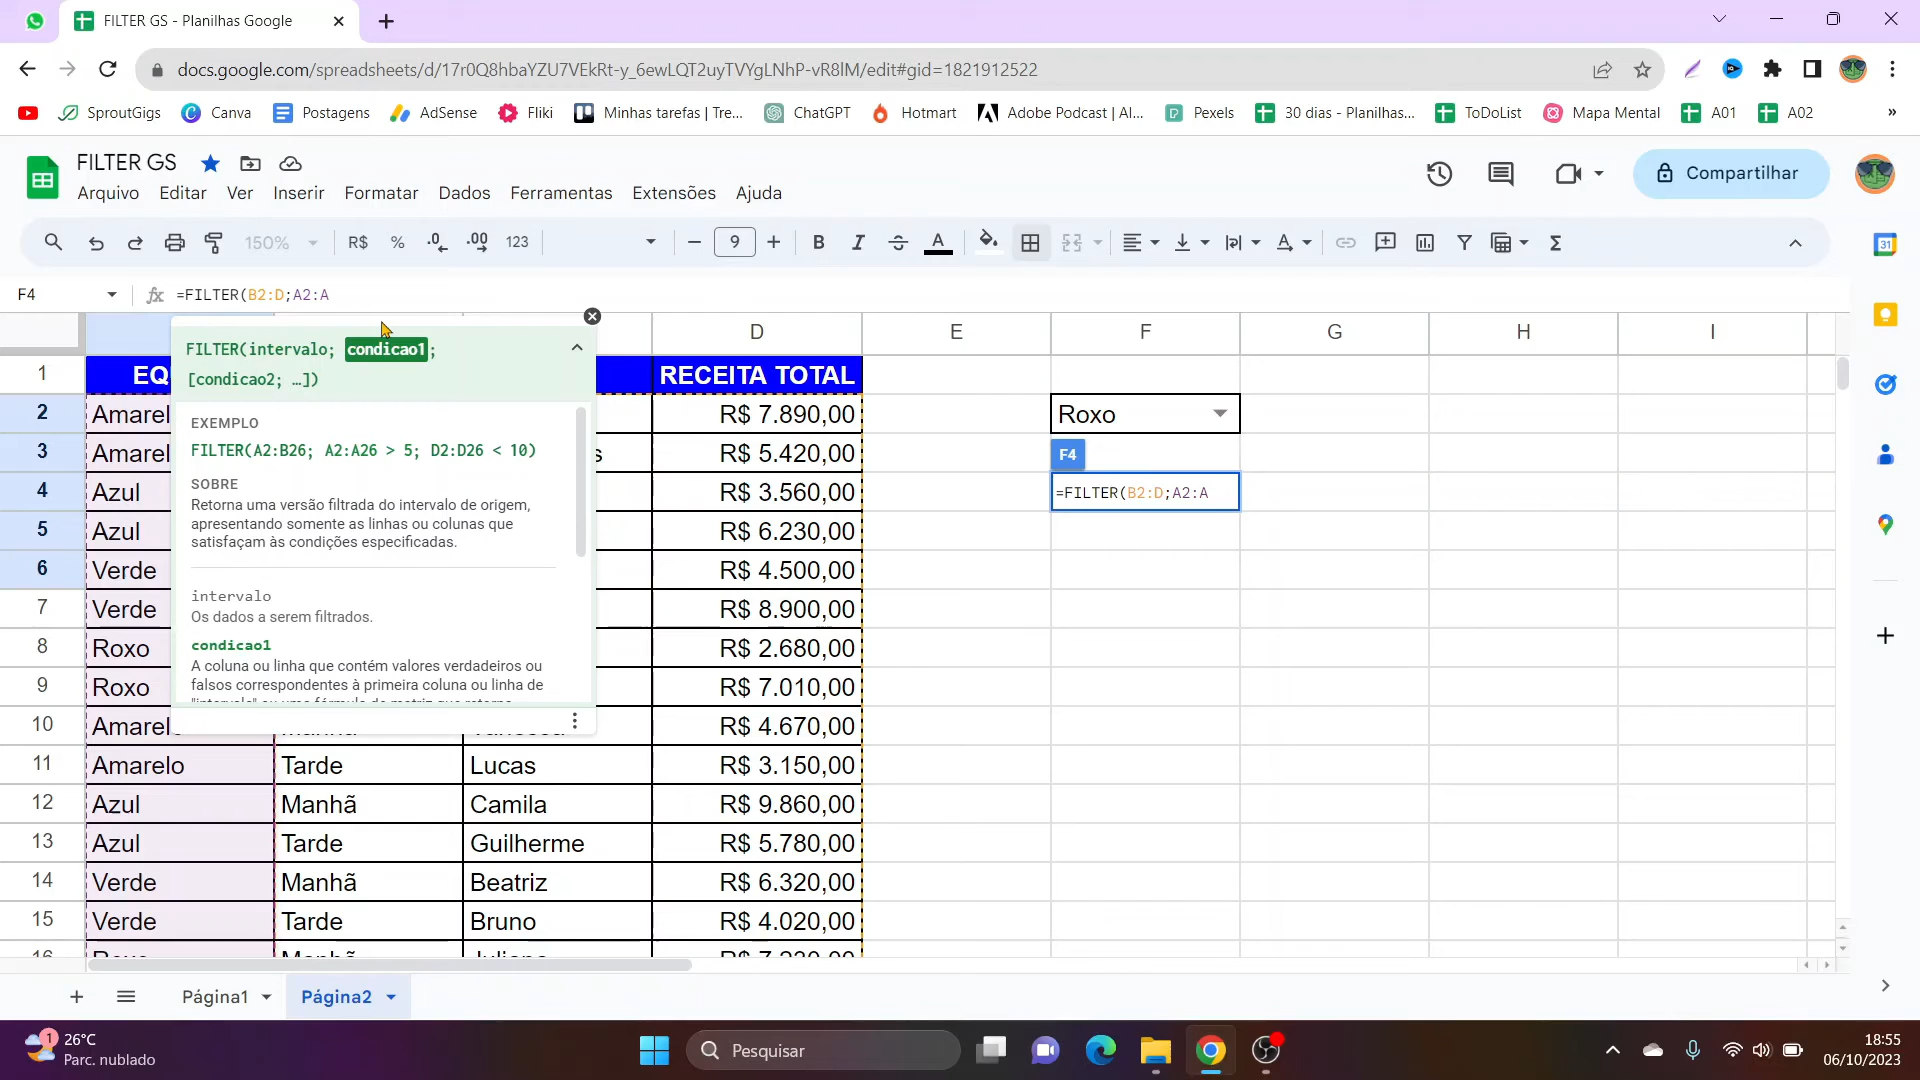 FILTER GS - Planilhas Google
docs.google.com/spreadsheets/d/17r0Q8hbaYZU7VEkRt-y_6ewLQT2uyTVYgLNhP-vR8lM/edit#gid=1821912522
SproutGigs Canva Postagens AdSense Fliki Minhas tarefas | Tre... ChatGPT Hotmart Adobe Podcast | AI... Pexels 30 dias - Planilhas... ToDoList Mapa Mental A01 A02 »
FILTER GS
Arquivo Editar Ver Inserir Formatar Dados Ferramentas Extensões Ajuda
Compartilhar
150% R$ % .0 .00 123 9 B I A Σ
31
F4 fx =FILTER(B2:D;A2:A
D E F G H I
FILTER(intervalo; condicao1;
[condicao2; …])
EXEMPLO
FILTER(A2:B26; A2:A26 > 5; D2:D26 < 10)
SOBRE
Retorna uma versão filtrada do intervalo de origem,
apresentando somente as linhas ou colunas que
satisfaçam às condições especificadas.
intervalo
Os dados a serem filtrados.
condicao1
A coluna ou linha que contém valores verdadeiros ou
falsos correspondentes à primeira coluna ou linha de
1 EQ RECEITA TOTAL
2 Amarel R$ 7.890,00 Roxo
3 Amarel s R$ 5.420,00 F4
4 Azul R$ 3.560,00 =FILTER(B2:D;A2:A
5 Azul R$ 6.230,00
6 Verde R$ 4.500,00
7 Verde R$ 8.900,00
8 Roxo R$ 2.680,00
9 Roxo R$ 7.010,00
10 Amarel R$ 4.670,00
11 Amarelo Tarde Lucas R$ 3.150,00
12 Azul Manhã Camila R$ 9.860,00
13 Azul Tarde Guilherme R$ 5.780,00
14 Verde Manhã Beatriz R$ 6.320,00
15 Verde Tarde Bruno R$ 4.020,00
Página1 Página2
1 26°C
Parc. nublado
Pesquisar
18:55
06/10/2023